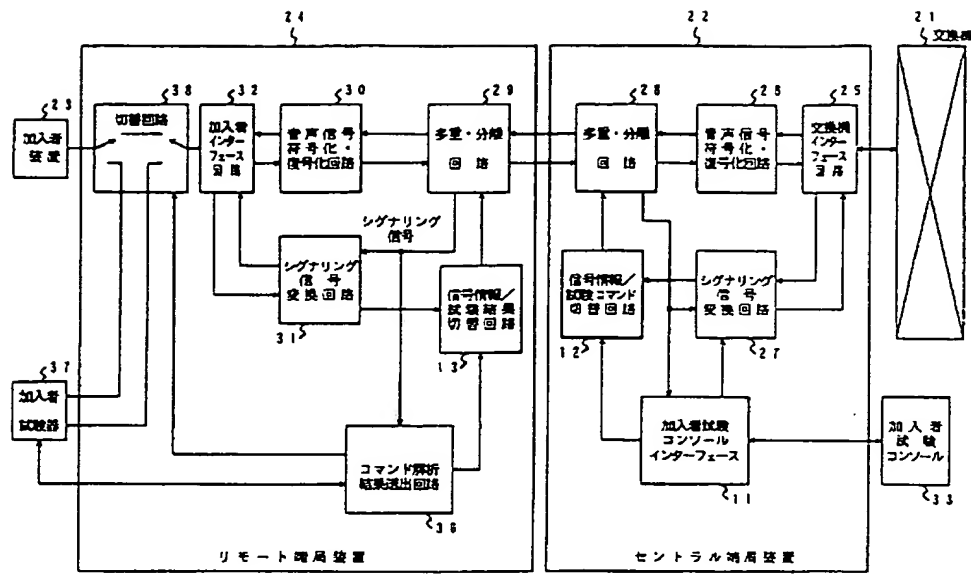 24
22
21
交換機
23
加入者
装置
38
切替回路
32
加入者
インター
フェース
回路
30
音声信号
符号化・
復号化回路
29
多重・分離
回路
28
多重・分離
回路
26
音声信号
符号化・
復号化回路
25
交換機
インター
フェース
回路
シグナリング
信号
シグナリング
信号
変換回路
31
信号情報/
試験結果
切替回路
13
信号情報/
試験コマンド
切替回路
12
シグナリング
信号
変換回路
27
37
加入者
試験器
コマンド解析
結果送出回路
36
加入者試験
コンソール
インターフェース
11
加入者
試験
コンソール
33
リモート端局装置
セントラル端局装置